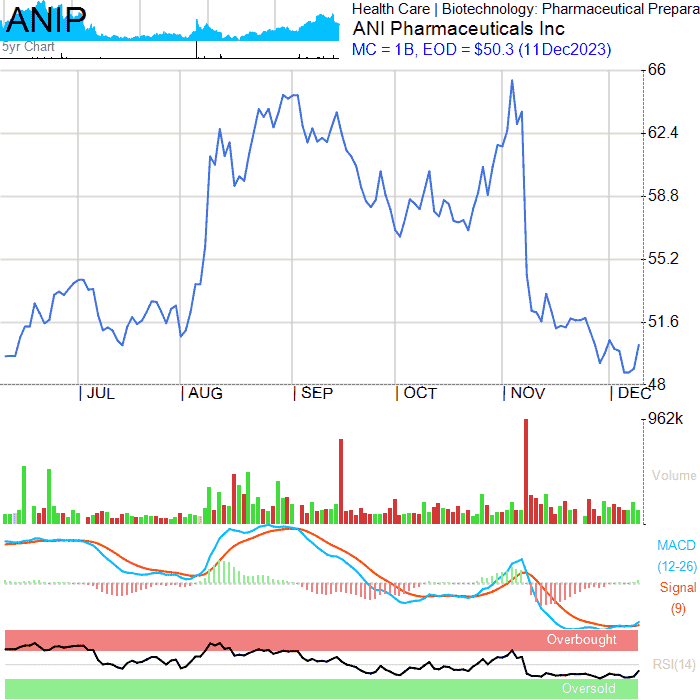 ANIP
5yr Chart
Health Care | Biotechnology: Pharmaceutical Prepara
ANI Pharmaceuticals Inc
MC = 1B, EOD = $50.3 (11Dec2023)
66
62.4
58.8
55.2
51.6
48
JUL AUG SEP OCT NOV DEC
962k
Volume
MACD
(12-26)
Signal
(9)
Overbought
RSI(14)
Oversold